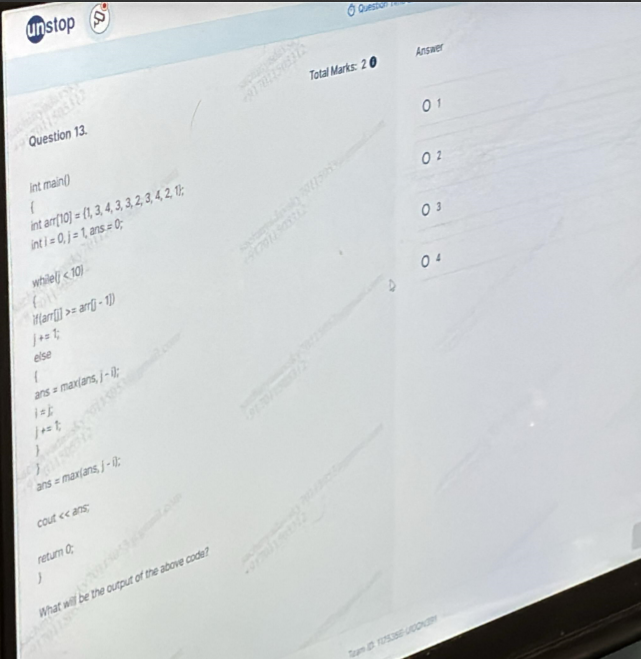 unstop
Question
Total Marks: 2
Answer
Question 13.
int main()
{
int arr[10] = {1, 3, 4, 3, 3, 2, 3, 4, 2, 1};
int i = 0, j = 1, ans = 0;
while(j < 10)
{
if(arr[j] >= arr[j - 1])
j += 1;
else
{
ans = max(ans, j - i);
i = j;
j += 1;
}
}
ans = max(ans, j - i);
cout << ans;
return 0;
}
What will be the output of the above code?
1
2
3
4
Team ID: